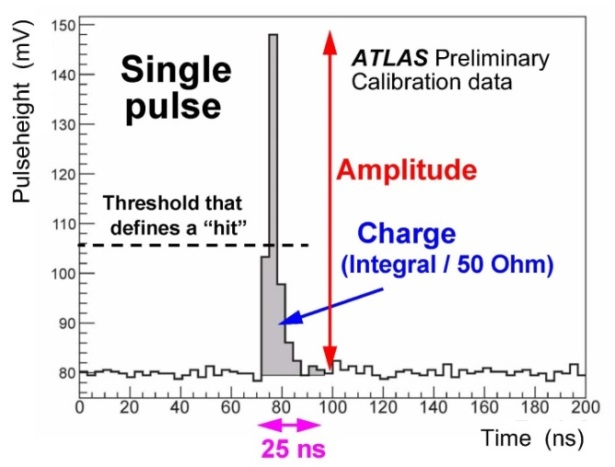 Pulseheight (mV)
150
140
130
120
110
100
90
80
Single
pulse
ATLAS Preliminary
Calibration data
Amplitude
Threshold that
defines a “hit”
Charge
(Integral / 50 Ohm)
0 20 40 60 80 100 120 140 160 180 200
25 ns
Time (ns)